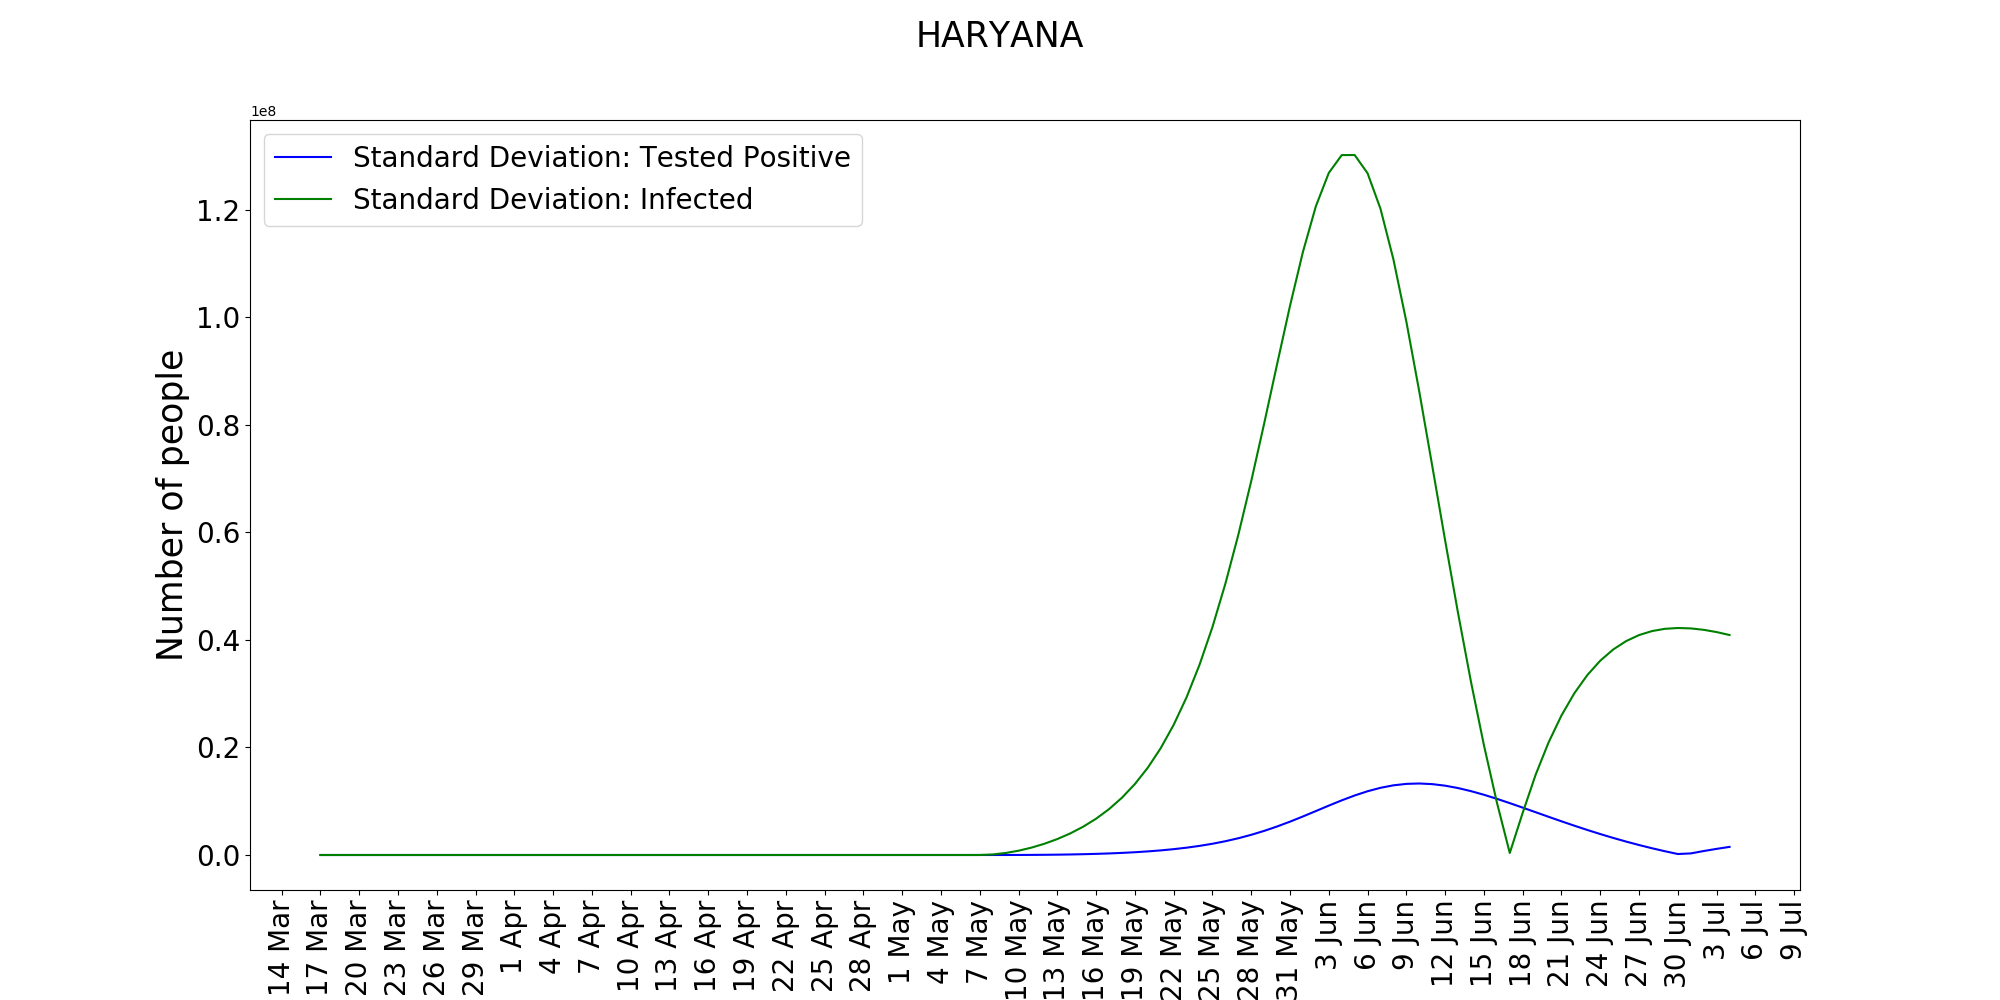 HARYANA
1e8
Standard Deviation: Tested Positive
Standard Deviation: Infected
Number of people
1.2
1.0
0.8
0.6
0.4
0.2
0.0
14 Mar
17 Mar
20 Mar
23 Mar
26 Mar
29 Mar
1 Apr
4 Apr
7 Apr
10 Apr
13 Apr
16 Apr
19 Apr
22 Apr
25 Apr
28 Apr
1 May
4 May
7 May
10 May
13 May
16 May
19 May
22 May
25 May
28 May
31 May
3 Jun
6 Jun
9 Jun
12 Jun
15 Jun
18 Jun
21 Jun
24 Jun
27 Jun
30 Jun
3 Jul
6 Jul
9 Jul